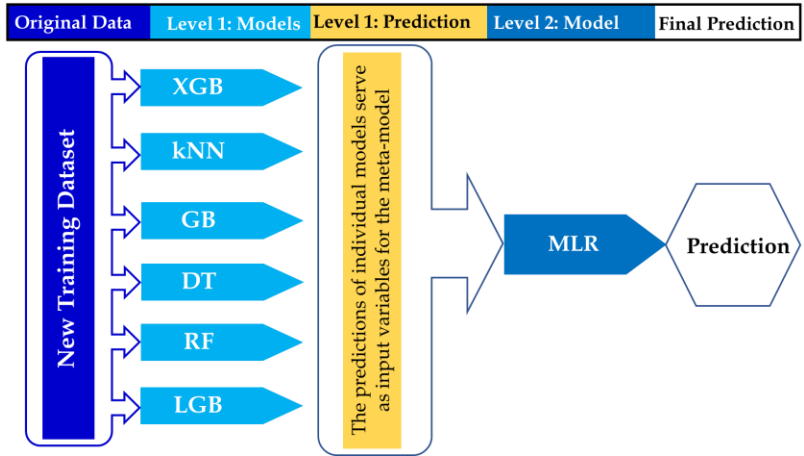 Original Data
Level 1: Models
Level 1: Prediction
Level 2: Model
Final Prediction
New Training Dataset
XGB
kNN
GB
DT
RF
LGB
The predictions of individual models serve
as input variables for the meta-model
MLR
Prediction